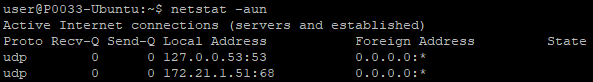 user@P0033-Ubuntu:~$ netstat -aun
Active Internet connections (servers and established)
Proto Recv-Q Send-Q Local Address           Foreign Address         State
udp        0      0 127.0.0.53:53           0.0.0.0:*
udp        0      0 172.21.1.51:68          0.0.0.0:*